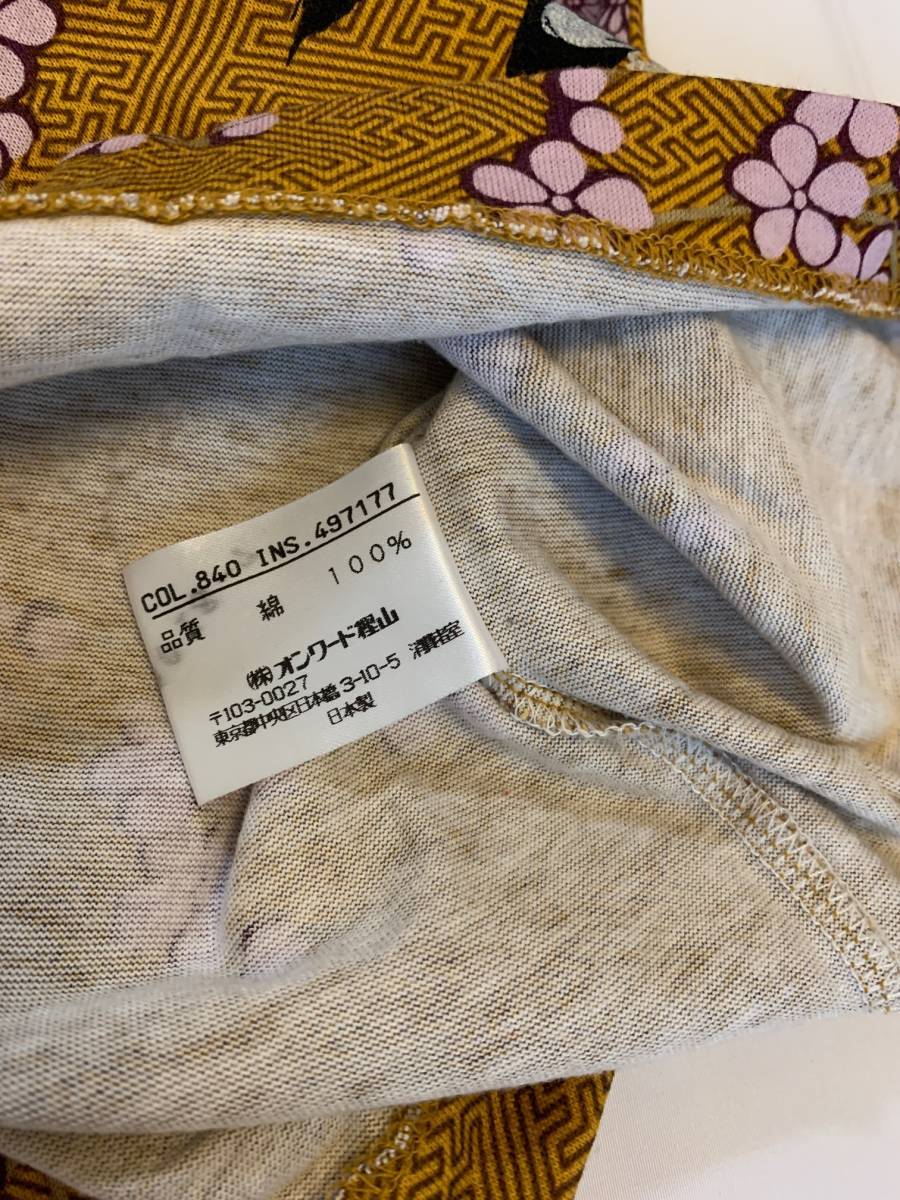 COL.840 INS.497177
品質 綿 100%
㈱オンワード樫山
〒103-0027 消費者室
東京都中央区日本橋3-10-5
日本製